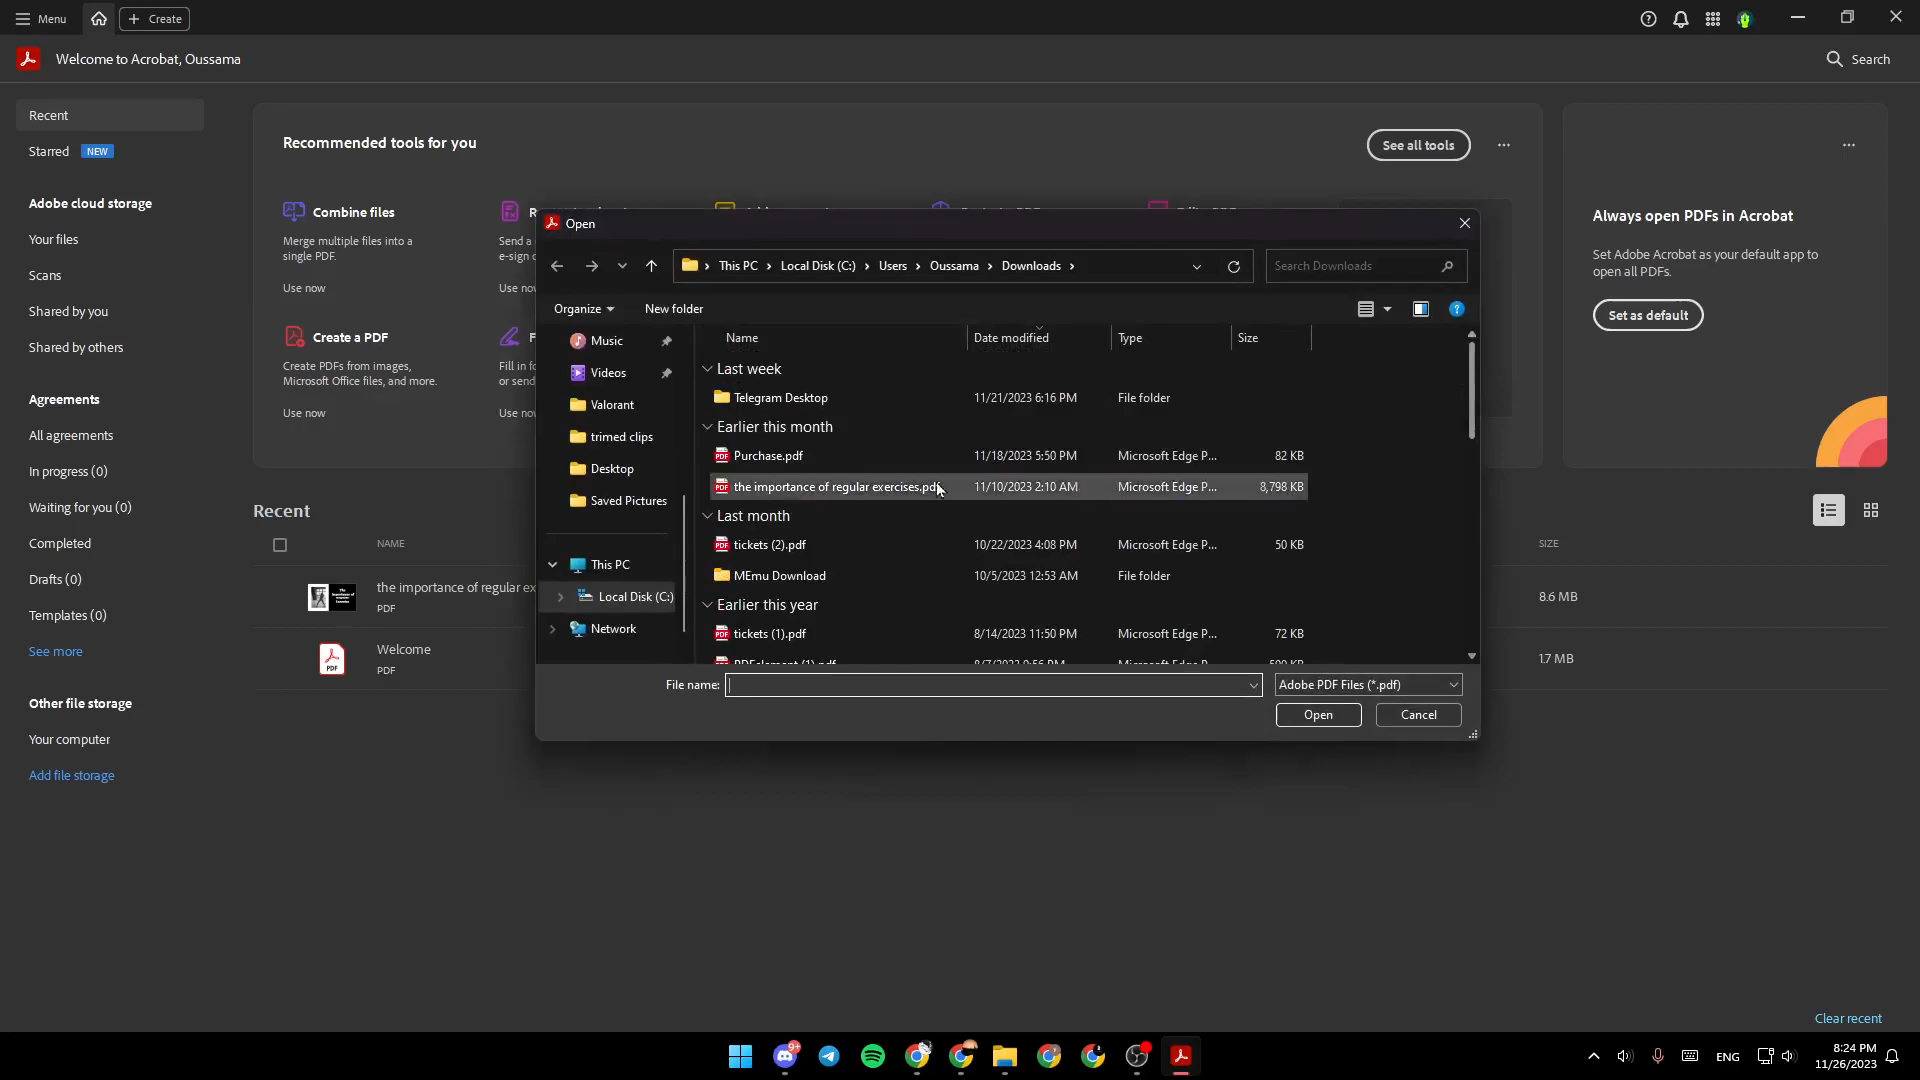 Menu
Create
Welcome to Acrobat, Oussama
Search
Recent
Starred NEW
Adobe cloud storage
Your files
Scans
Shared by you
Shared by others
Agreements
All agreements
In progress (0)
Waiting for you (0)
Completed
Drafts (0)
Templates (0)
See more
Other file storage
Your computer
Add file storage
Recommended tools for you
See all tools
Combine files
Merge multiple files into a
single PDF.
Use now
Send a
e-sign
Use now
Create a PDF
Create PDFs from images,
Microsoft Office files, and more.
Use now
Fill in
or send
Always open PDFs in Acrobat
Set Adobe Acrobat as your default app to
open all PDFs.
Set as default
Open
This PC > Local Disk (C:) > Users > Oussama > Downloads >
Search Downloads
Organize
New folder
Music
Videos
Valorant
trimed clips
Desktop
Saved Pictures
This PC
Local Disk (C:)
Network
Name Date modified Type Size
Last week
Telegram Desktop 11/21/2023 6:16 PM File folder
Earlier this month
Purchase.pdf 11/18/2023 5:50 PM Microsoft Edge P... 82 KB
the importance of regular exercises.pdf 11/10/2023 2:10 AM Microsoft Edge P... 8,798 KB
Last month
tickets (2).pdf 10/22/2023 4:08 PM Microsoft Edge P... 50 KB
MEmu Download 10/5/2023 12:53 AM File folder
Earlier this year
tickets (1).pdf 8/14/2023 11:50 PM Microsoft Edge P... 72 KB
File name:
Adobe PDF Files (*.pdf)
Open
Cancel
Recent
NAME
SIZE
the importance of regular ex
PDF
8.6 MB
Welcome
PDF
1.7 MB
Clear recent
ENG
8:24 PM
11/26/2023